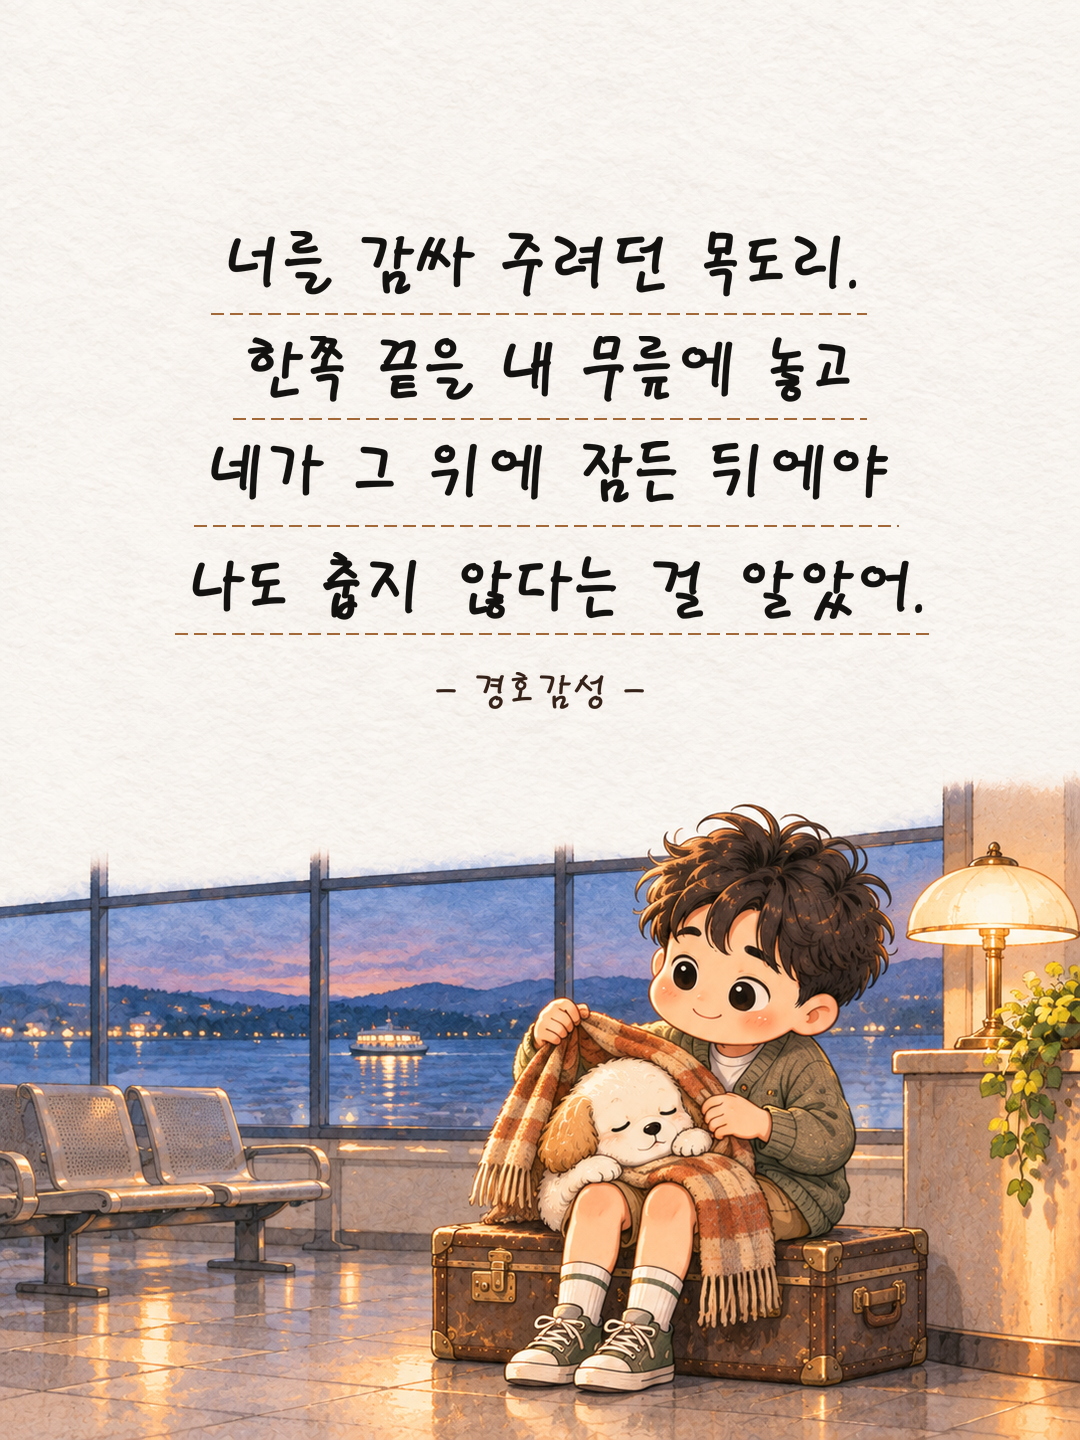 너를 감싸 주려던 목도리.
한쪽 끝을 내 무릎에 놓고
네가 그 위에 잠든 뒤에야
나도 춥지 않다는 걸 알았어.
- 경호감성 -